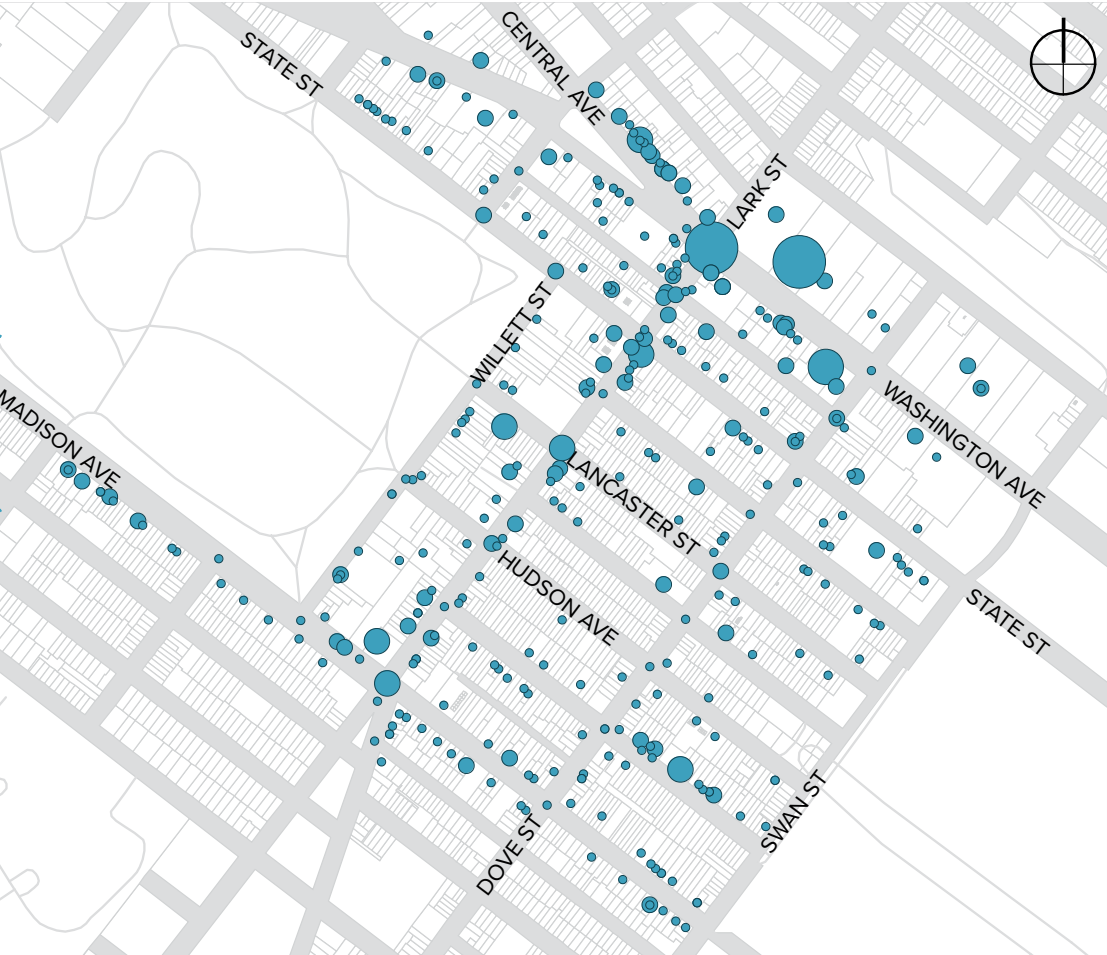 STATE ST
CENTRAL AVE
LARK ST
WILLETT ST
MADISON AVE
WASHINGTON AVE
LANCASTER ST
HUDSON AVE
STATE ST
SWAN ST
DOVE ST